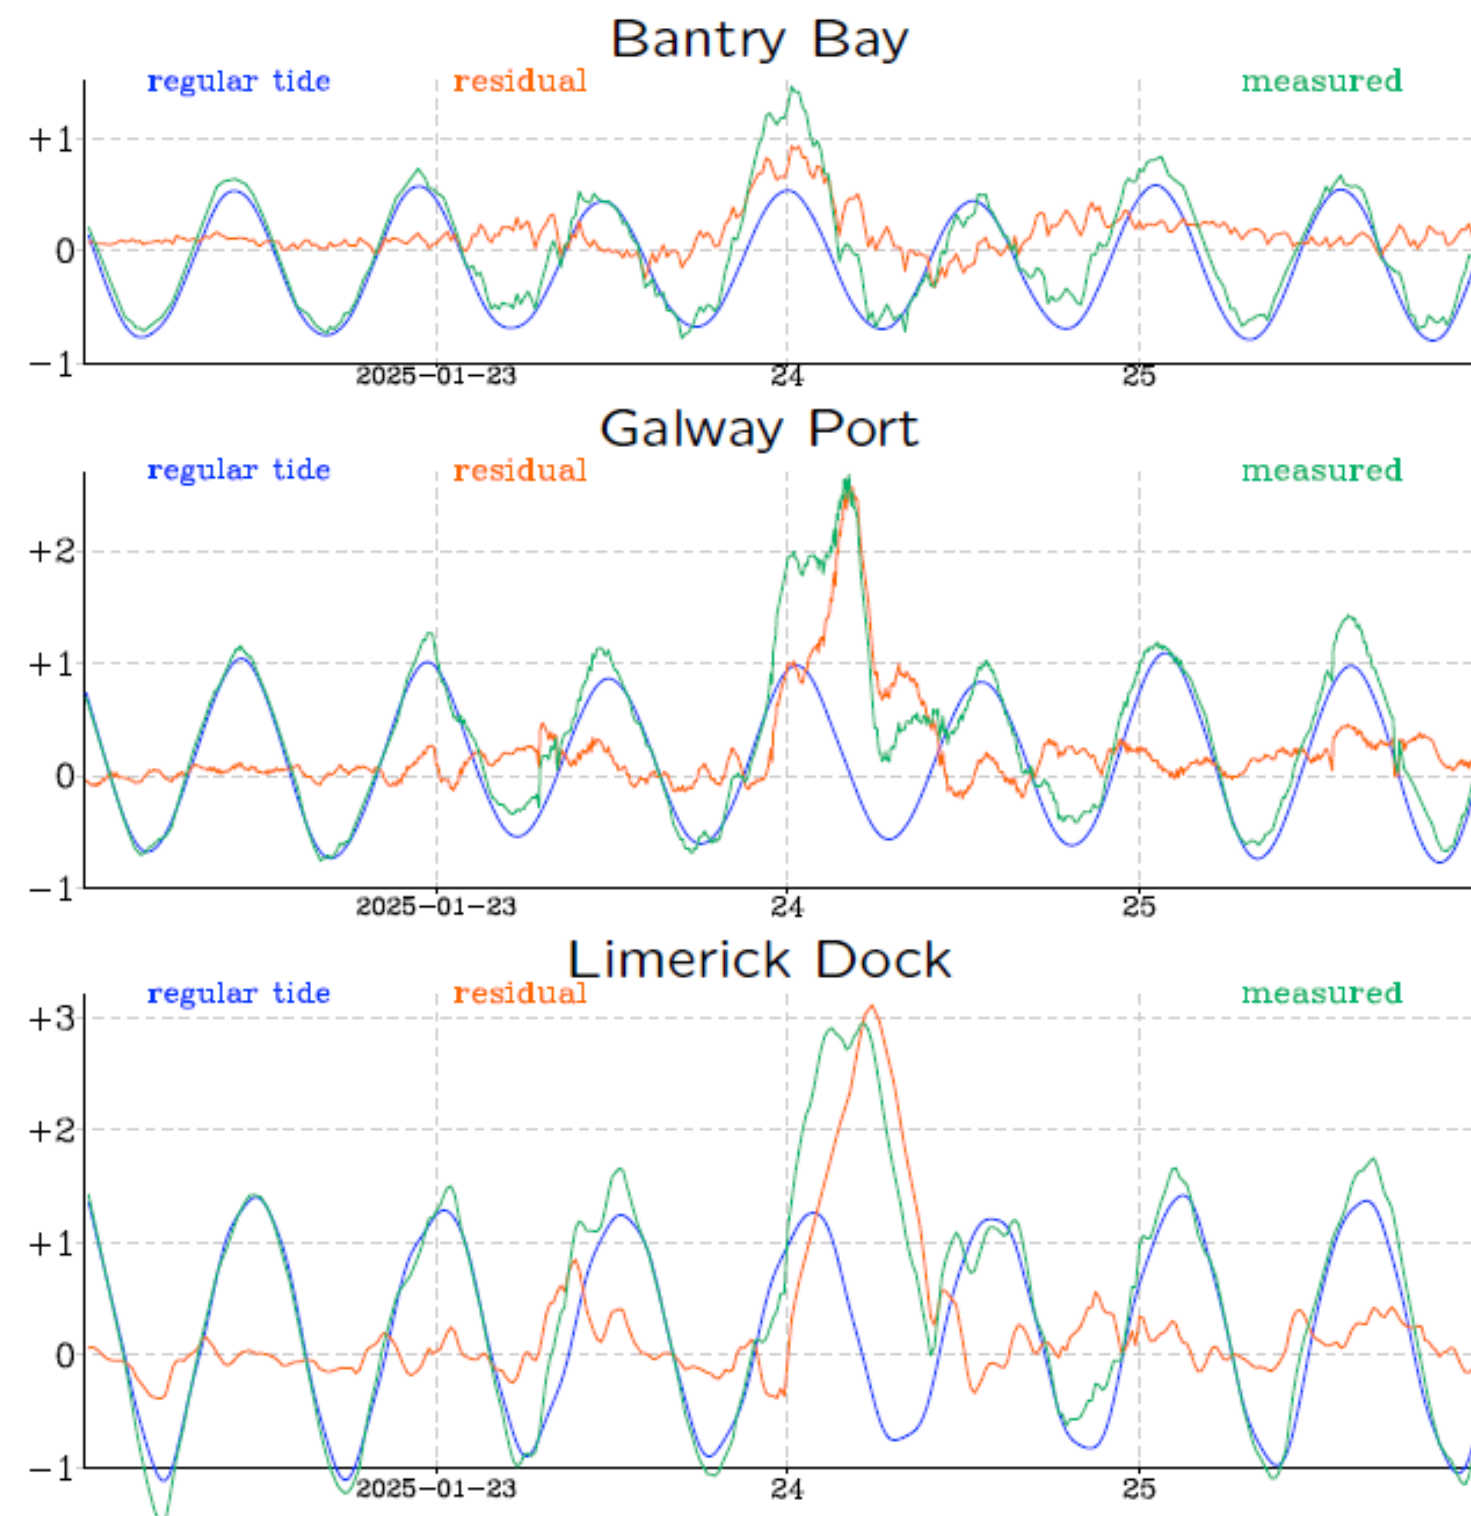 Bantry Bay
regular tide residual measured
+1
0
−1
2025−01−23 24 25
Galway Port
regular tide residual measured
+2
+1
0
−1
2025−01−23 24 25
Limerick Dock
regular tide residual measured
+3
+2
+1
0
−1
2025−01−23 24 25